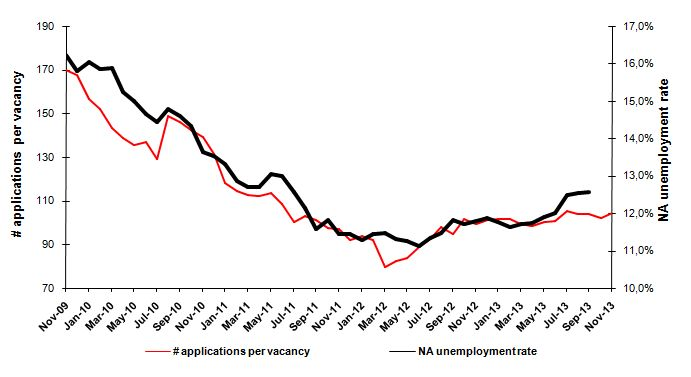 190
170
150
130
110
90
70
# applications per vacancy
17,0%
16,0%
15,0%
14,0%
13,0%
12,0%
11,0%
10,0%
NA unemployment rate
Nov-09
Jan-10
Mar-10
May-10
Jul-10
Sep-10
Nov-10
Jan-11
Mar-11
May-11
Jul-11
Sep-11
Nov-11
Jan-12
Mar-12
May-12
Jul-12
Sep-12
Nov-12
Jan-13
Mar-13
May-13
Jul-13
Sep-13
Nov-13
# applications per vacancy
NA unemployment rate